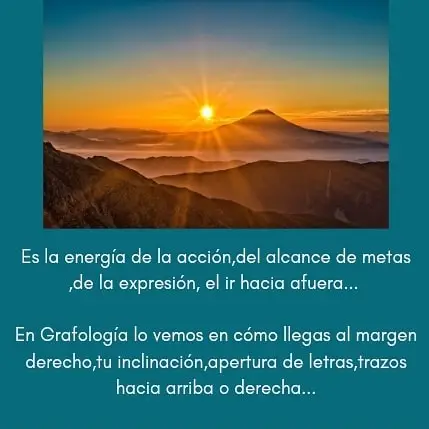 Es la energía de la acción,del alcance de metas
,de la expresión, el ir hacia afuera...
En Grafología lo vemos en cómo llegas al margen
derecho,tu inclinación,apertura de letras,trazos
hacia arriba o derecha...